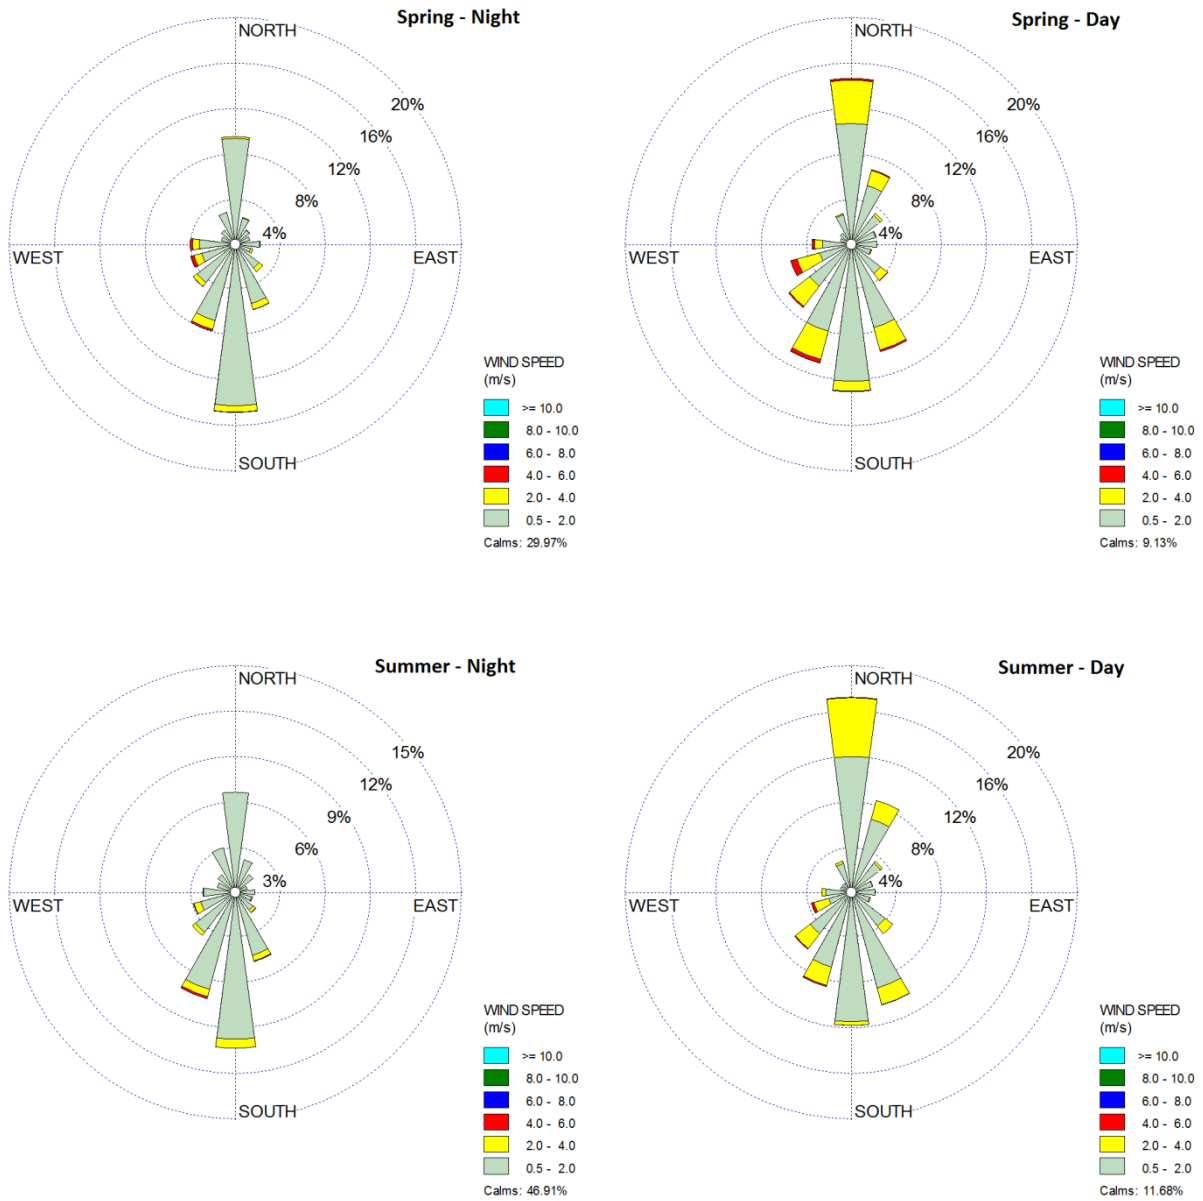 Spring - Night
NORTH
20%
16%
12%
8%
4%
WEST
EAST
SOUTH
WIND SPEED
(m/s)
>= 10.0
8.0 - 10.0
6.0 - 8.0
4.0 - 6.0
2.0 - 4.0
0.5 - 2.0
Calms: 29.97%
Spring - Day
NORTH
20%
16%
12%
8%
4%
WEST
EAST
SOUTH
WIND SPEED
(m/s)
>= 10.0
8.0 - 10.0
6.0 - 8.0
4.0 - 6.0
2.0 - 4.0
0.5 - 2.0
Calms: 9.13%
Summer - Night
NORTH
15%
12%
9%
6%
3%
WEST
EAST
SOUTH
WIND SPEED
(m/s)
>= 10.0
8.0 - 10.0
6.0 - 8.0
4.0 - 6.0
2.0 - 4.0
0.5 - 2.0
Calms: 46.91%
Summer - Day
NORTH
20%
16%
12%
8%
4%
WEST
EAST
SOUTH
WIND SPEED
(m/s)
>= 10.0
8.0 - 10.0
6.0 - 8.0
4.0 - 6.0
2.0 - 4.0
0.5 - 2.0
Calms: 11.68%